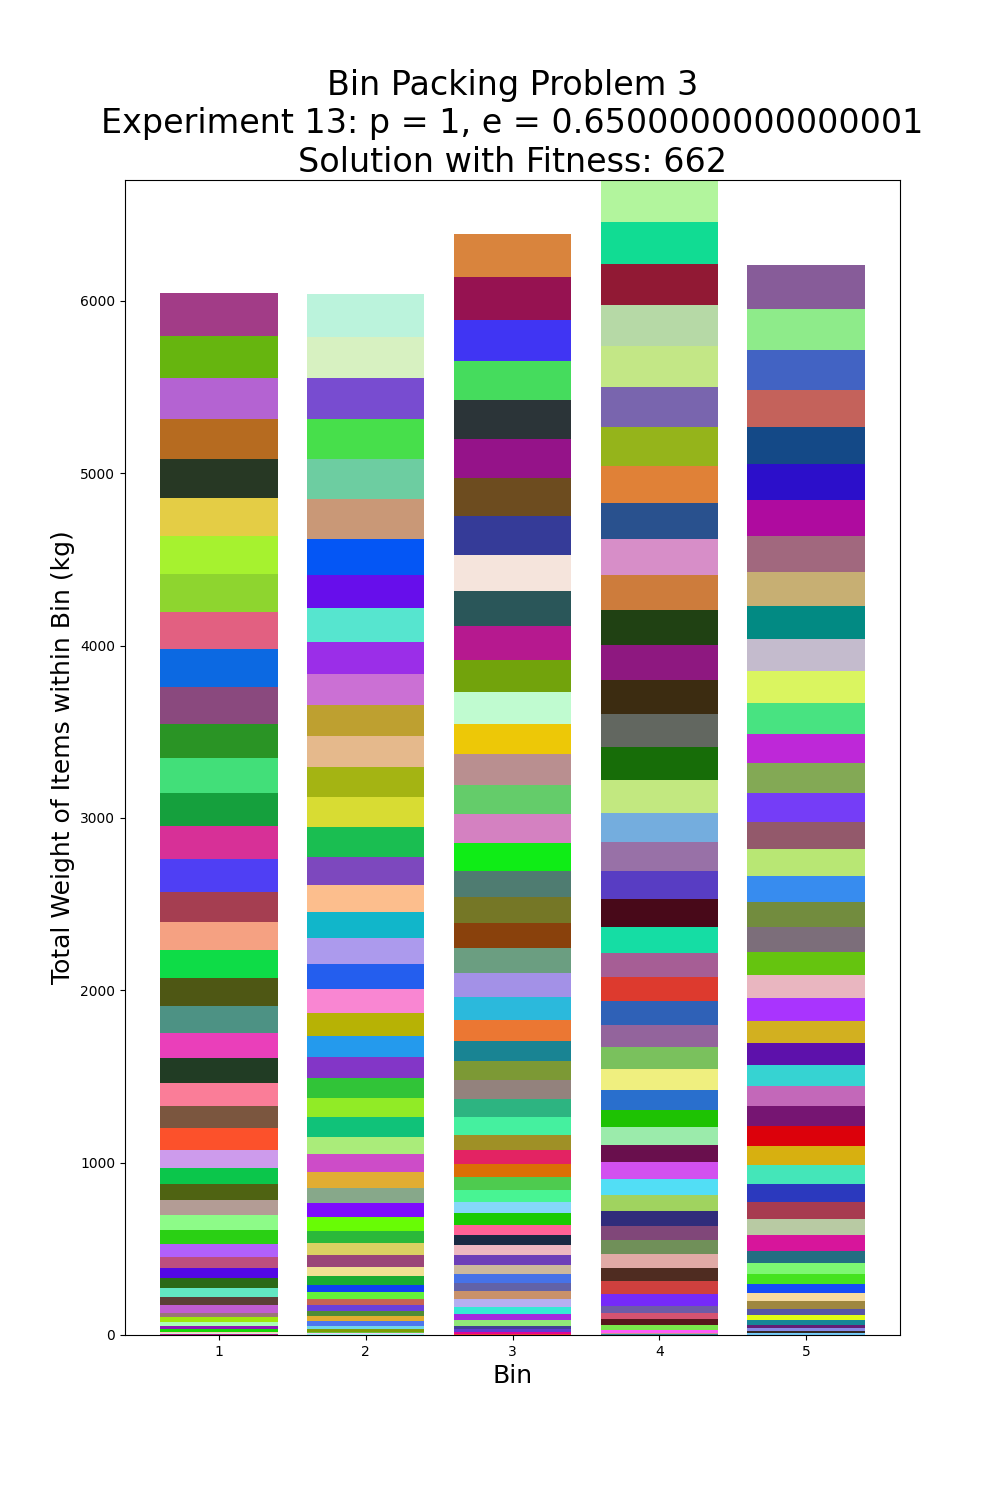 Bin Packing Problem 3
Experiment 13: p = 1, e = 0.6500000000000001
Solution with Fitness: 662
Total Weight of Items within Bin (kg)
6000
5000
4000
3000
2000
1000
0
1 2 3 4 5
Bin